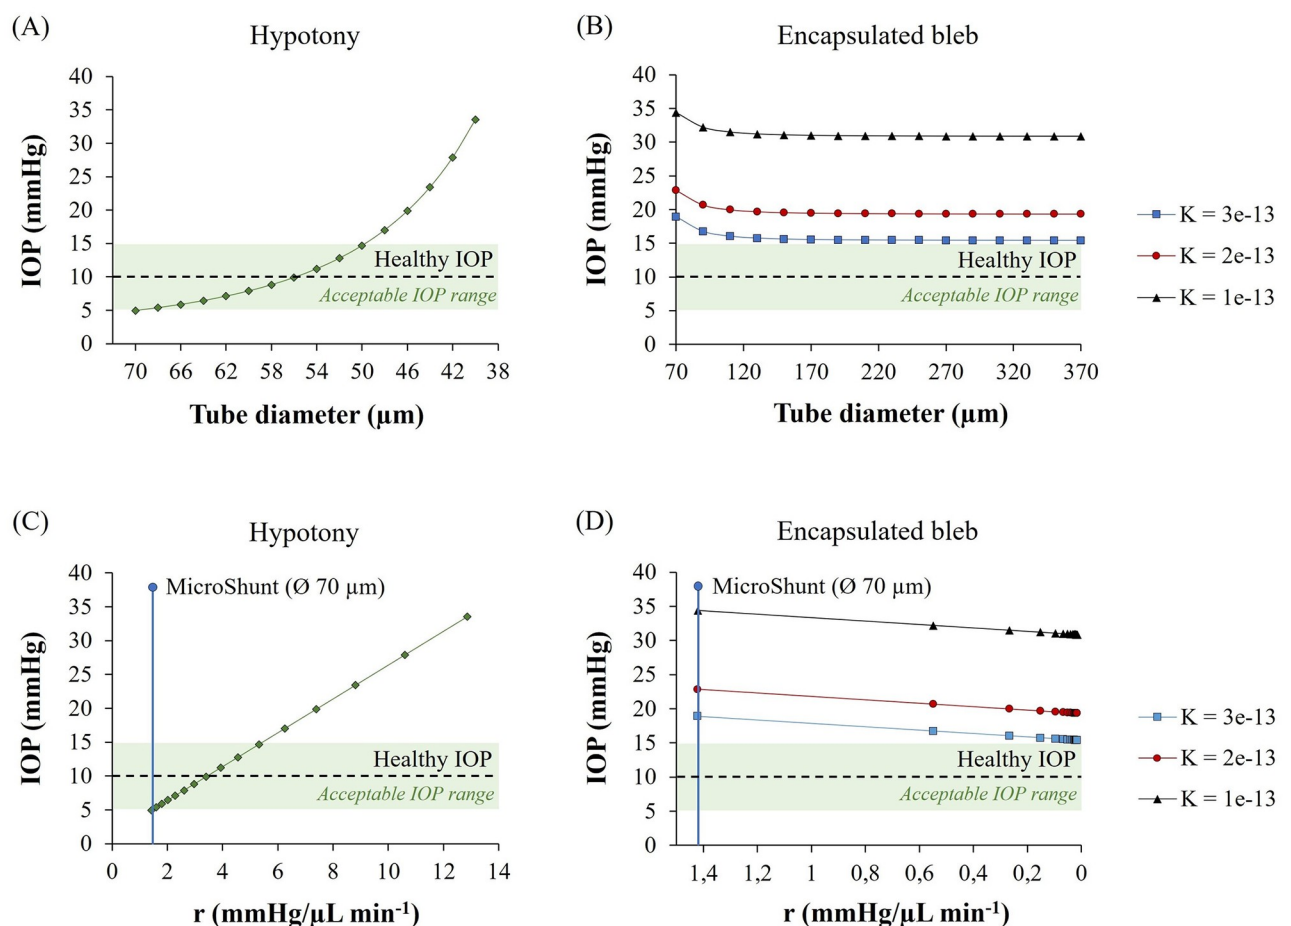 (A)
Hypotony
IOP (mmHg)
40
35
30
25
20
15
10
5
0
Healthy IOP
Acceptable IOP range
70 66 62 58 54 50 46 42 38
Tube diameter (µm)
(B)
Encapsulated bleb
IOP (mmHg)
40
35
30
25
20
15
10
5
0
Healthy IOP
Acceptable IOP range
70 120 170 220 270 320 370
Tube diameter (µm)
K = 3e-13
K = 2e-13
K = 1e-13
(C)
Hypotony
IOP (mmHg)
40
35
30
25
20
15
10
5
0
MicroShunt (Ø 70 µm)
Healthy IOP
Acceptable IOP range
0 2 4 6 8 10 12 14
r (mmHg/µL min⁻¹)
(D)
Encapsulated bleb
IOP (mmHg)
40
35
30
25
20
15
10
5
0
MicroShunt (Ø 70 µm)
Healthy IOP
Acceptable IOP range
1,4 1,2 1 0,8 0,6 0,4 0,2 0
r (mmHg/µL min⁻¹)
K = 3e-13
K = 2e-13
K = 1e-13